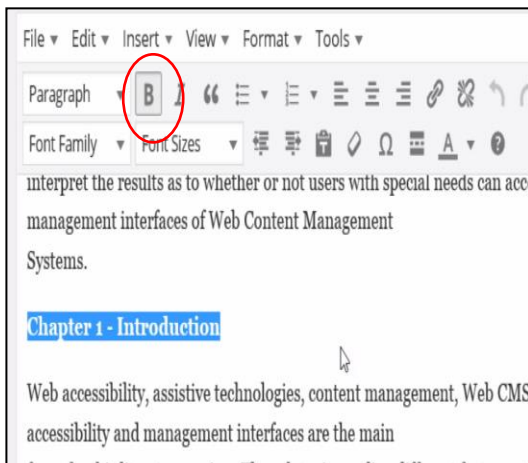 File Edit Insert View Format Tools
Paragraph B I
Font Family Font Sizes T Ω A ?
interpret the results as to whether or not users with special needs can acc
management interfaces of Web Content Management
Systems.
Chapter 1 - Introduction
Web accessibility, assistive technologies, content management, Web CMS
accessibility and management interfaces are the main